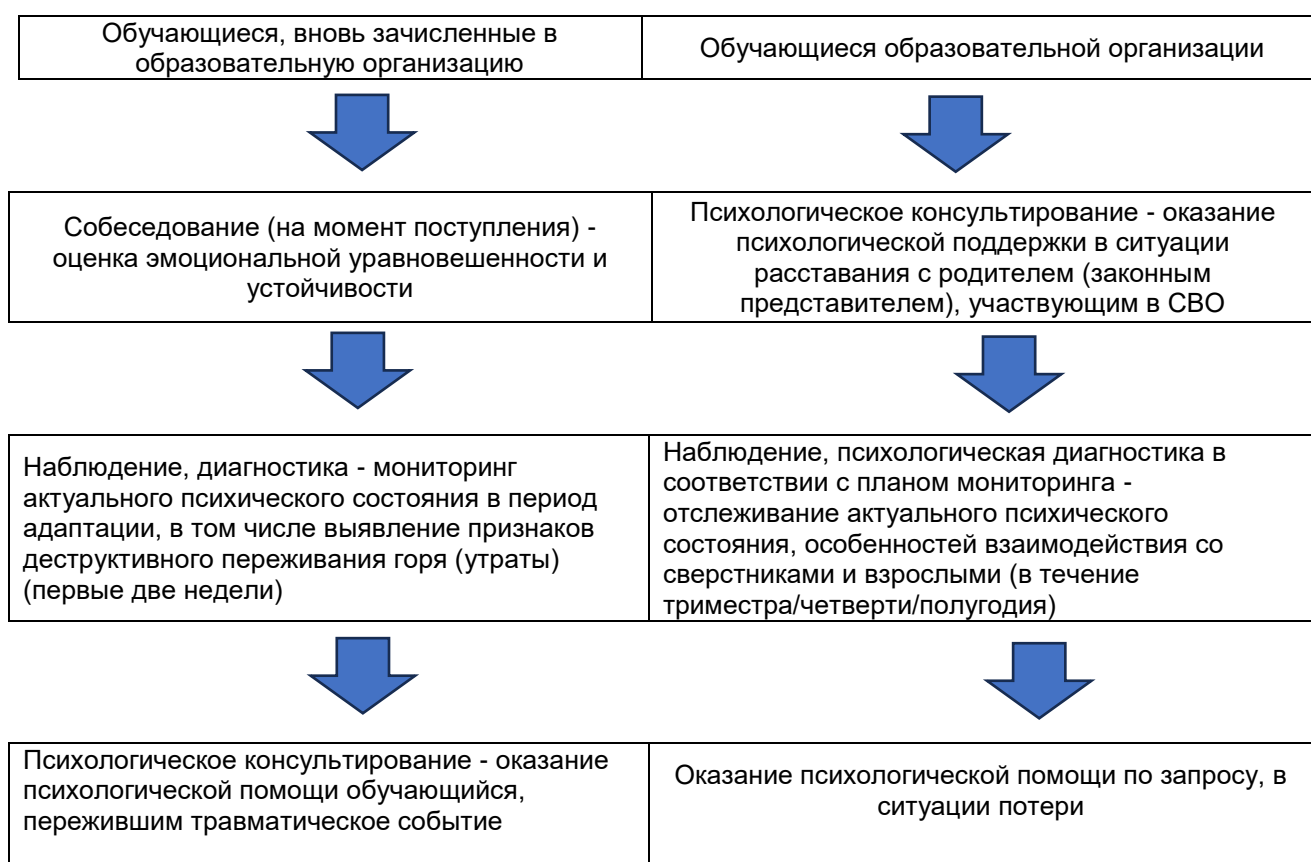 Обучающиеся, вновь зачисленные в
образовательную организацию
Обучающиеся образовательной организации
Собеседование (на момент поступления) -
оценка эмоциональной уравновешенности и
устойчивости
Психологическое консультирование - оказание
психологической поддержки в ситуации
расставания с родителем (законным
представителем), участвующим в СВО
Наблюдение, диагностика - мониторинг
актуального психического состояния в период
адаптации, в том числе выявление признаков
деструктивного переживания горя (утраты)
(первые две недели)
Наблюдение, психологическая диагностика в
соответствии с планом мониторинга -
отслеживание актуального психического
состояния, особенностей взаимодействия со
сверстниками и взрослыми (в течение
триместра/четверти/полугодия)
Психологическое консультирование - оказание
психологической помощи обучающийся,
пережившим травматическое событие
Оказание психологической помощи по запросу, в
ситуации потери